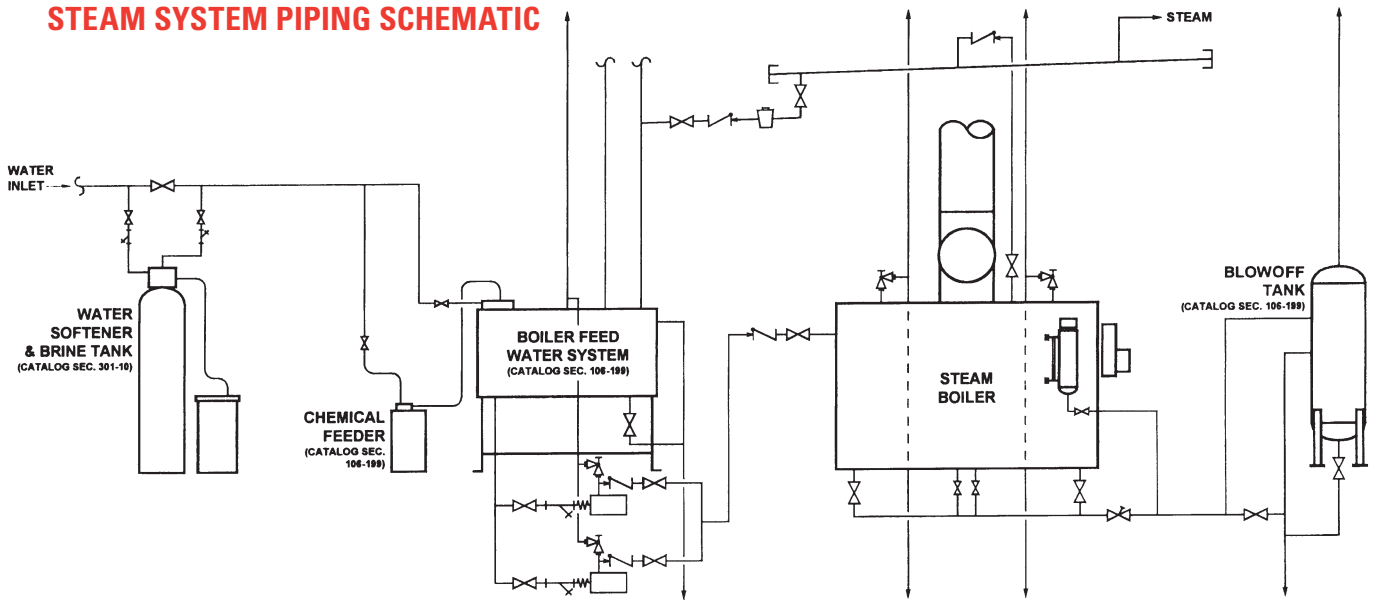 STEAM SYSTEM PIPING SCHEMATIC
STEAM
WATER
INLET
WATER
SOFTENER
& BRINE TANK
(CATALOG SEC. 301-10)
CHEMICAL
FEEDER
(CATALOG SEC.
106-199)
BOILER FEED
WATER SYSTEM
(CATALOG SEC. 106-199)
STEAM
BOILER
BLOWOFF
TANK
(CATALOG SEC. 106-199)